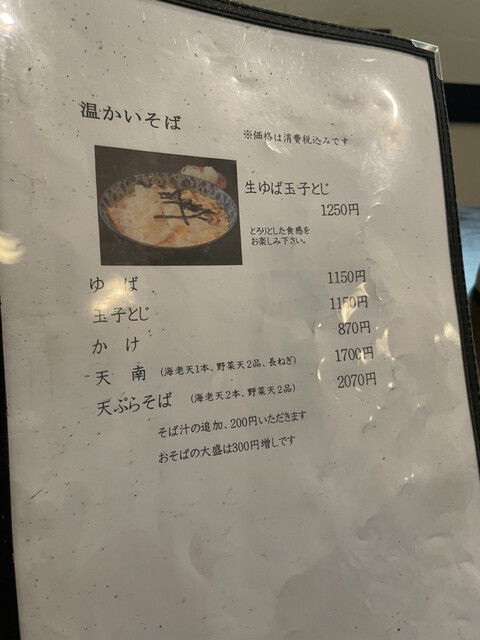 温かいそば
※価格は消費税込みです
生ゆば玉子とじ
1250円
とろりとした食感を
お楽しみ下さい。
ゆば 1150円
玉子とじ 1150円
かけ 870円
天南 (海老天1本、野菜天2品、長ねぎ) 1700円
天ぷらそば (海老天2本、野菜天2品) 2070円
そば汁の追加、200円いただきます
おそばの大盛は300円増しです